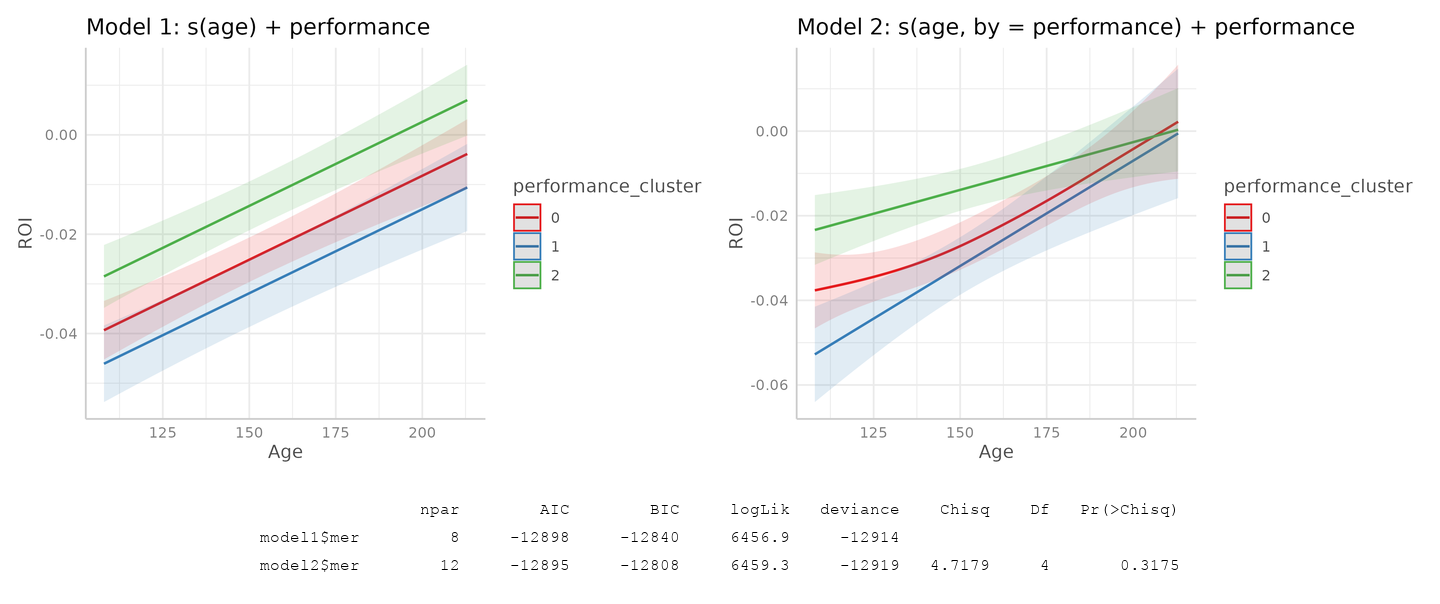 Model 1: s(age) + performance
0.00
-0.02
-0.04
ROI
125 150 175 200
Age
performance_cluster
0
1
2
Model 2: s(age, by = performance) + performance
0.00
-0.02
-0.04
-0.06
ROI
125 150 175 200
Age
performance_cluster
0
1
2
npar AIC BIC logLik deviance Chisq Df Pr(>Chisq)
model1$mer 8 -12898 -12840 6456.9 -12914
model2$mer 12 -12895 -12808 6459.3 -12919 4.7179 4 0.3175